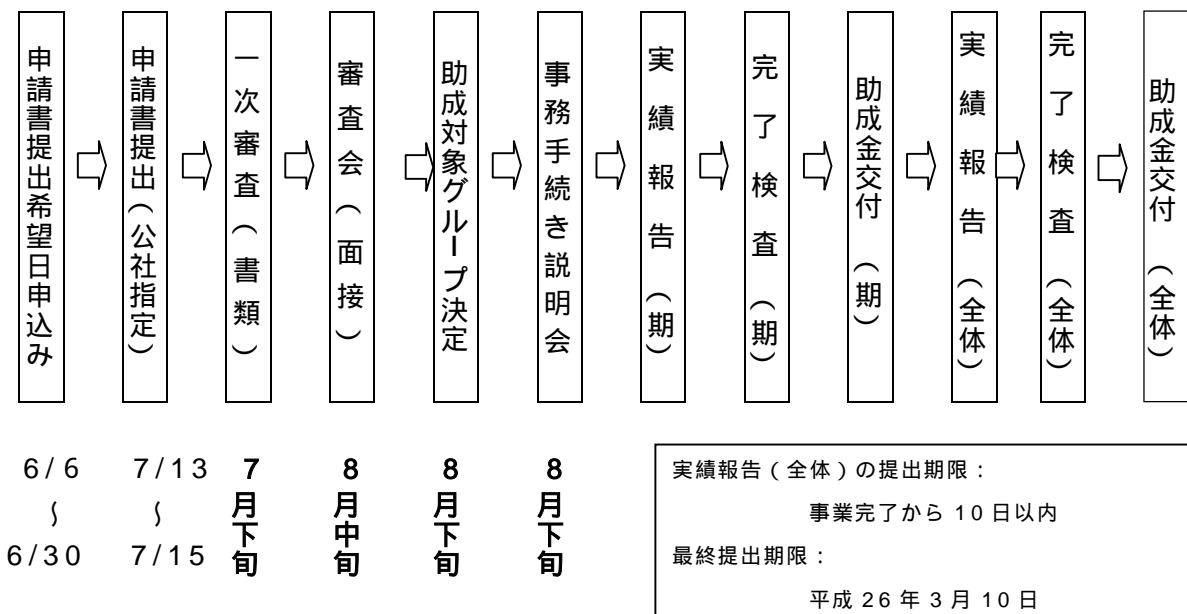 申請書提出希望日申込み
申請書提出（公社指定）
一次審査（書類）
審査会（面接）
助成対象グループ決定
事務手続き説明会
実績報告（期）
完了検査（期）
助成金交付（期）
実績報告（全体）
完了検査（全体）
助成金交付（全体）
6/6～6/30
7/13～7/15
7月下旬
8月中旬
8月下旬
8月下旬
実績報告（全体）の提出期限：
事業完了から10日以内
最終提出期限：
平成26年3月10日